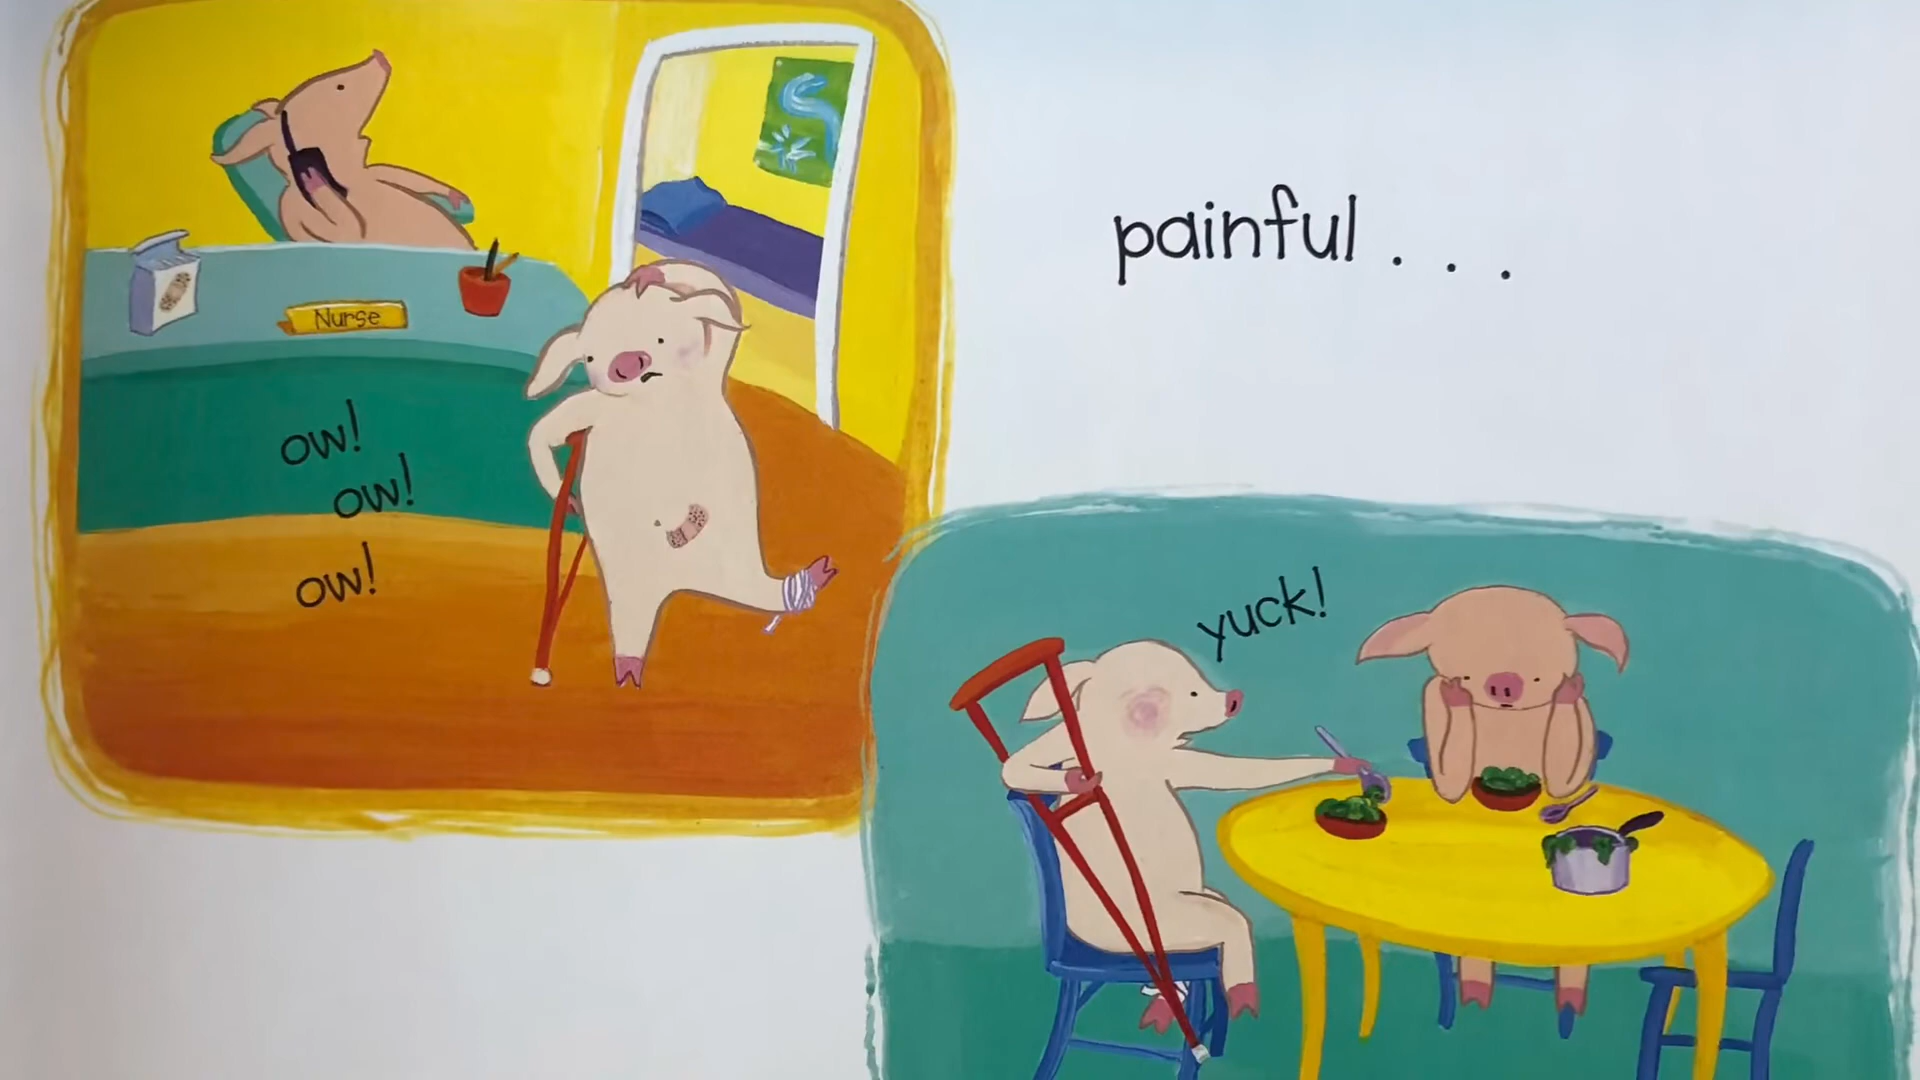 painful . . .
Nurse
ow!
ow!
ow!
yuck!